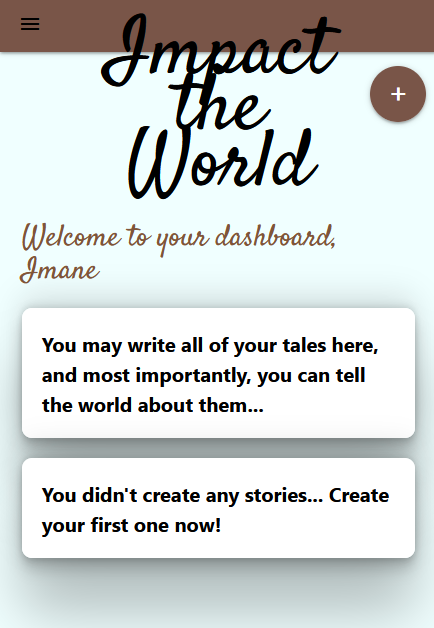 Impact
the
World
+
Welcome to your dashboard,
Imane
You may write all of your tales here,
and most importantly, you can tell
the world about them...
You didn't create any stories... Create
your first one now!